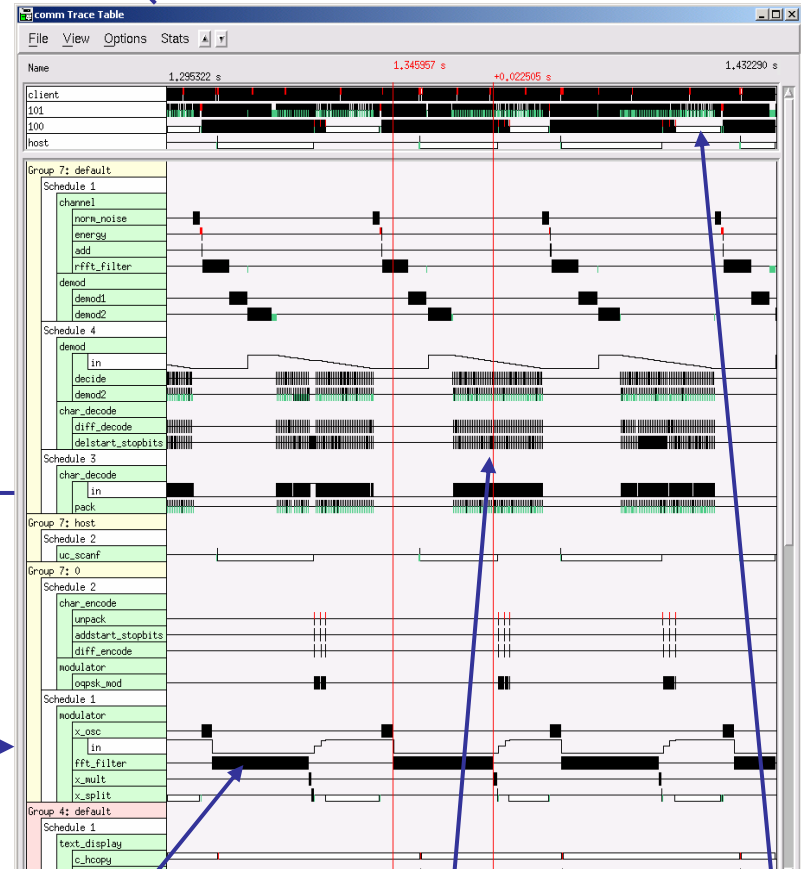 comm Trace Table
File View Options Stats
Name
1.295322 s
1.345957 s
+0.022505 s
1.432290 s
client
101
100
host
Group 7: default
Schedule 1
channel
norm_noise
energy
add
rfft_filter
demod
demod1
demod2
Schedule 4
demod
in
decide
demod2
char_decode
diff_decode
delstart_stopbits
Schedule 3
char_decode
in
pack
Group 7: host
Schedule 2
uc_scanf
Group 7: 0
Schedule 2
char_encode
unpack
addstart_stopbits
diff_encode
modulator
oqpsk_mod
Schedule 1
modulator
x_osc
in
fft_filter
x_mult
x_split
Group 4: default
Schedule 1
text_display
c_hcopy